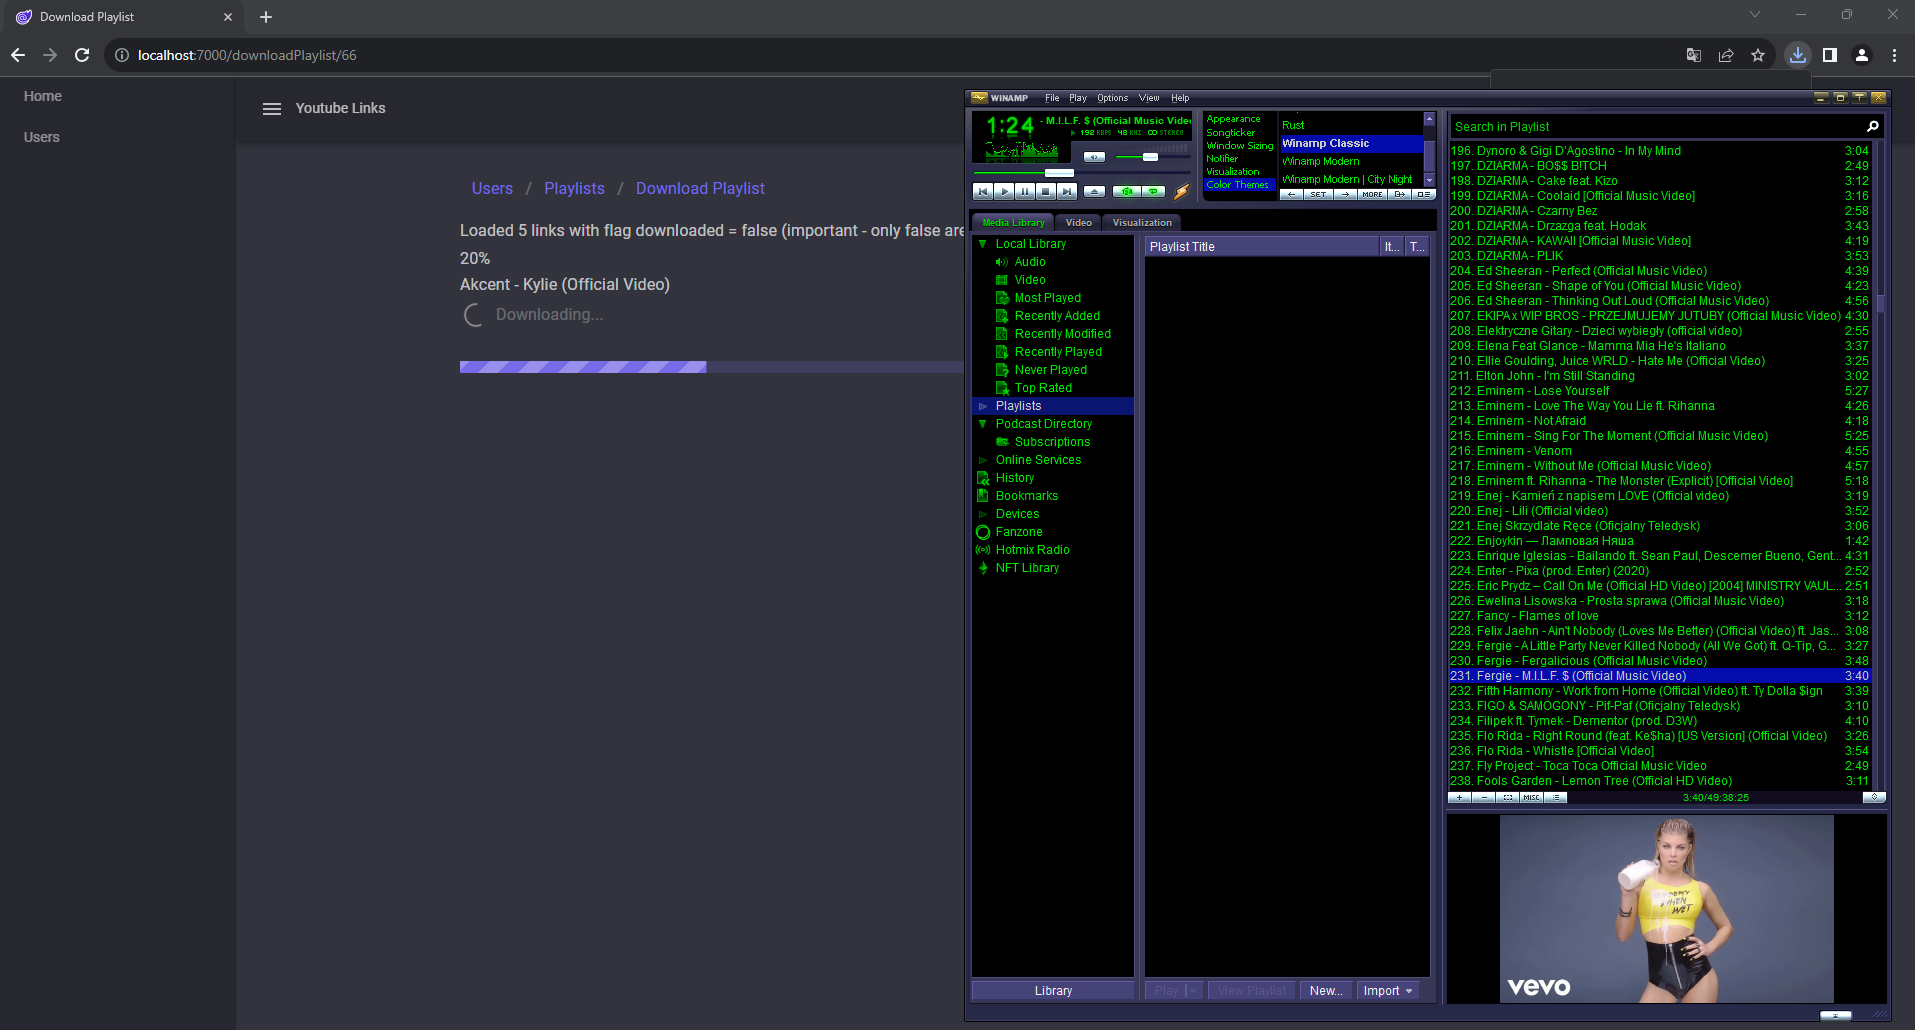 Download Playlist
localhost:7000/downloadPlaylist/66
Home
Users
Youtube Links
Users / Playlists / Download Playlist
Loaded 5 links with flag downloaded = false (important - only false are
20%
Akcent - Kylie (Official Video)
Downloading...
WINAMP File Play Options View Help
1:24
- M.I.L.F. $ (Official Music Vide
192 KBPS 48 KHZ STEREO
Appearance
Songticker
Window Sizing
Notifier
Visualization
Color Themes
Rust
Winamp Classic
Winamp Modern
Winamp Modern | City Night
SET MORE
Media Library Video Visualization
Local Library
Audio
Video
Most Played
Recently Added
Recently Modified
Recently Played
Never Played
Top Rated
Playlists
Podcast Directory
Subscriptions
Online Services
History
Bookmarks
Devices
Fanzone
Hotmix Radio
NFT Library
Library
Playlist Title It... T...
Play View Playlist New... Import
Search in Playlist
196. Dynoro & Gigi D'Agostino - In My Mind 3:04
197. DZIARMA - BO$$ B!TCH 2:49
198. DZIARMA - Cake feat. Kizo 3:12
199. DZIARMA - Coolaid [Official Music Video] 3:16
200. DZIARMA - Czarny Bez 2:58
201. DZIARMA - Drzazga feat. Hodak 3:43
202. DZIARMA - KAWAII [Official Music Video] 4:19
203. DZIARMA - PLIK 3:53
204. Ed Sheeran - Perfect (Official Music Video) 4:39
205. Ed Sheeran - Shape of You (Official Music Video) 4:23
206. Ed Sheeran - Thinking Out Loud (Official Music Video) 4:56
207. EKIPA x WIP BROS - PRZEJMUJEMY JUTUBY (Official Music Video) 4:30
208. Elektryczne Gitary - Dzieci wybiegły (official video) 2:55
209. Elena Feat Glance - Mamma Mia He's Italiano 3:37
210. Ellie Goulding, Juice WRLD - Hate Me (Official Video) 3:25
211. Elton John - I'm Still Standing 3:02
212. Eminem - Lose Yourself 5:27
213. Eminem - Love The Way You Lie ft. Rihanna 4:26
214. Eminem - Not Afraid 4:18
215. Eminem - Sing For The Moment (Official Music Video) 5:25
216. Eminem - Venom 4:55
217. Eminem - Without Me (Official Music Video) 4:57
218. Eminem ft. Rihanna - The Monster (Explicit) [Official Video] 5:18
219. Enej - Kamień z napisem LOVE (Official video) 3:19
220. Enej - Lili (Official video) 3:52
221. Enej Skrzydlate Ręce (Oficjalny Teledysk) 3:06
222. Enjoykin — Ламповая Няша 1:42
223. Enrique Iglesias - Bailando ft. Sean Paul, Descemer Bueno, Gent... 4:31
224. Enter - Pixa (prod. Enter) (2020) 2:52
225. Eric Prydz – Call On Me (Official HD Video) [2004] MINISTRY VAUL... 2:51
226. Ewelina Lisowska - Prosta sprawa (Official Music Video) 3:18
227. Fancy - Flames of love 3:12
228. Felix Jaehn - Ain't Nobody (Loves Me Better) (Official Video) ft. Jas... 3:08
229. Fergie - A Little Party Never Killed Nobody (All We Got) ft. Q-Tip, G... 3:27
230. Fergie - Fergalicious (Official Music Video) 3:48
231. Fergie - M.I.L.F. $ (Official Music Video) 3:40
232. Fifth Harmony - Work from Home (Official Video) ft. Ty Dolla $ign 3:39
233. FIGO & SAMOGONY - Pif-Paf (Oficjalny Teledysk) 3:10
234. Filipek ft. Tymek - Dementor (prod. D3W) 4:10
235. Flo Rida - Right Round (feat. Ke$ha) [US Version] (Official Video) 3:26
236. Flo Rida - Whistle [Official Video] 3:54
237. Fly Project - Toca Toca Official Music Video 2:49
238. Fools Garden - Lemon Tree (Official HD Video) 3:11
MISC 3:40/49:38:25
WHEN
WET
vevo